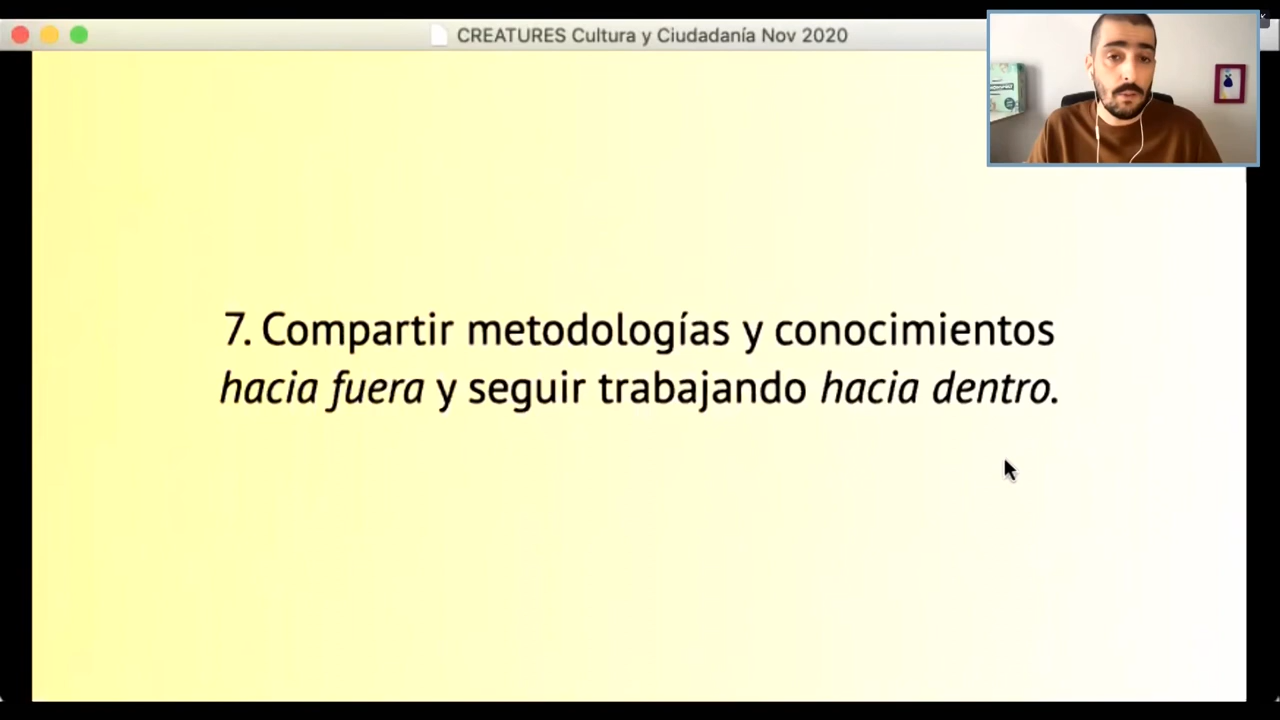 CREATURES Cultura y Ciudadanía Nov 2020
7. Compartir metodologías y conocimientos
hacia fuera y seguir trabajando hacia dentro.